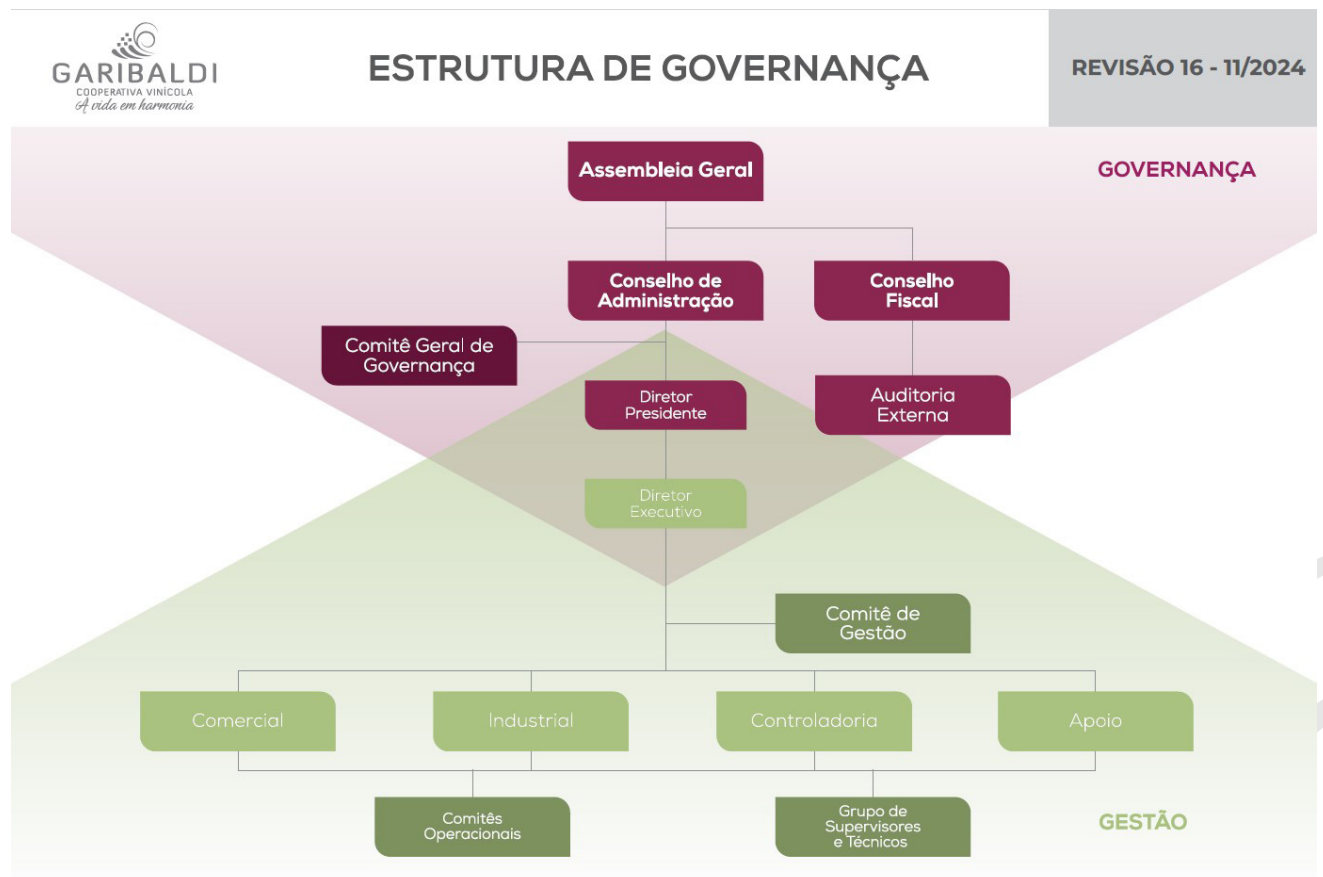 GARIBALDI
COOPERATIVA VINÍCOLA
A vida em harmonia
ESTRUTURA DE GOVERNANÇA
REVISÃO 16 - 11/2024
GOVERNANÇA
Assembleia Geral
Conselho de
Administração
Conselho
Fiscal
Comitê Geral de
Governança
Diretor
Presidente
Auditoria
Externa
Diretor
Executivo
Comitê de
Gestão
Comercial
Industrial
Controladoria
Apoio
Comitês
Operacionais
Grupo de
Supervisores
e Técnicos
GESTÃO